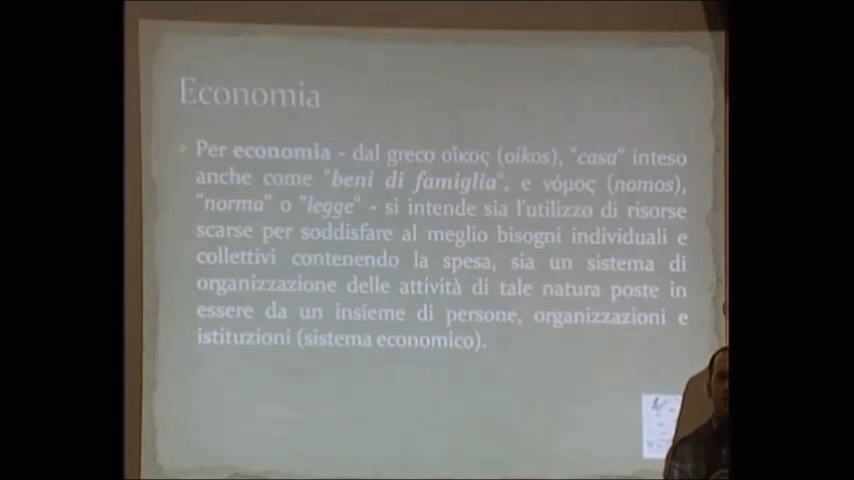 Economia
Per economia - dal greco οἴκος (oikos), "casa" inteso
anche come "beni di famiglia", e νόμος (nomos),
"norma" o "legge" - si intende sia l'utilizzo di risorse
scarse per soddisfare al meglio bisogni individuali e
collettivi contenendo la spesa, sia un sistema di
organizzazione delle attività di tale natura poste in
essere da un insieme di persone, organizzazioni e
istituzioni (sistema economico).